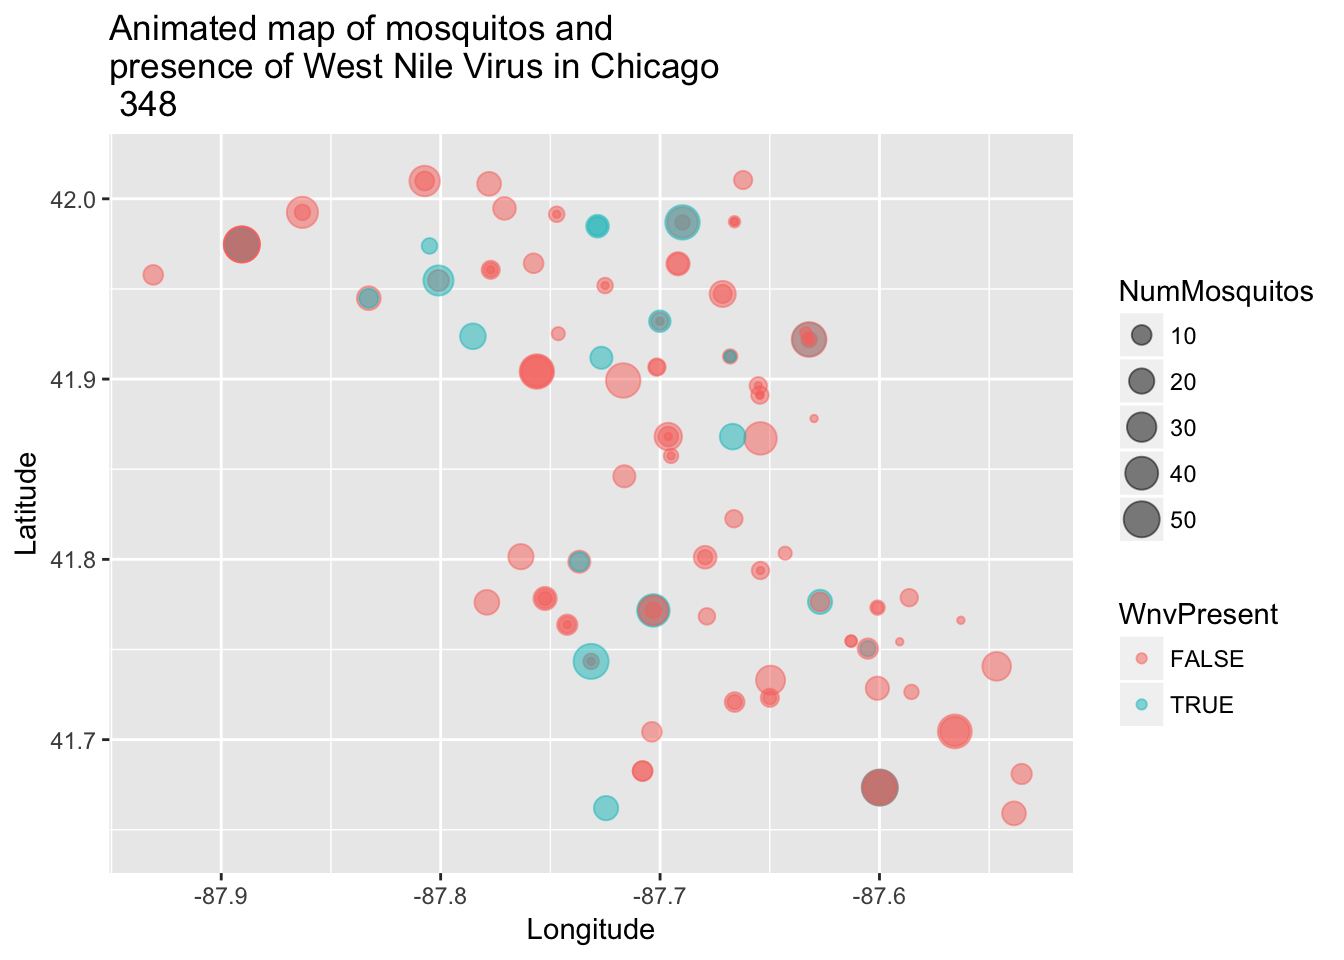 Animated map of mosquitos and
presence of West Nile Virus in Chicago
348
42.0
41.9
41.8
41.7
Latitude
-87.9
-87.8
-87.7
-87.6
Longitude
NumMosquitos
10
20
30
40
50
WnvPresent
FALSE
TRUE